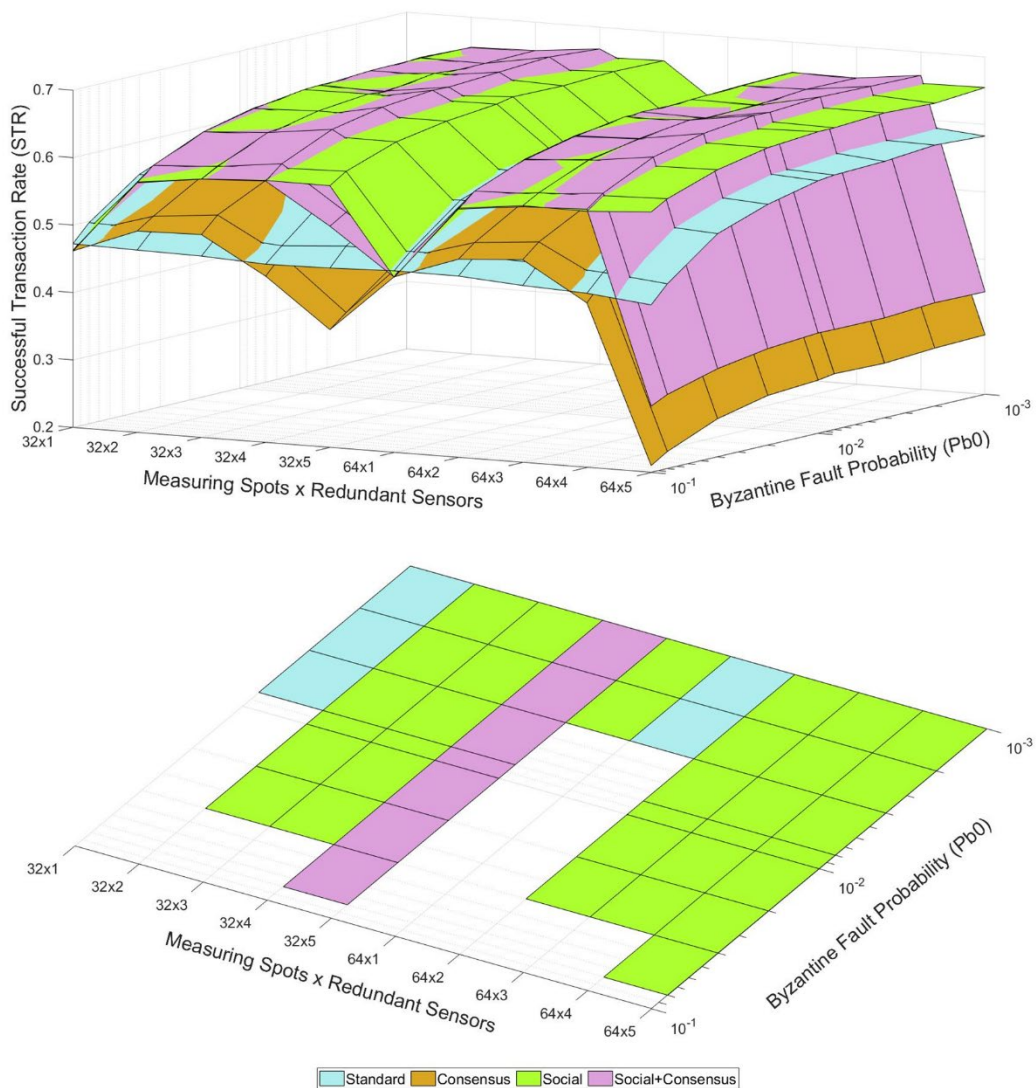 Successful Transaction Rate (STR)
0.7
0.6
0.5
0.4
0.3
0.2
32x1
32x2
32x3
32x4
32x5
64x1
64x2
64x3
64x4
64x5
Measuring Spots x Redundant Sensors
10-1
10-2
10-3
Byzantine Fault Probability (Pb0)
32x1
32x2
32x3
32x4
32x5
64x1
64x2
64x3
64x4
64x5
Measuring Spots x Redundant Sensors
10-1
10-2
10-3
Byzantine Fault Probability (Pb0)
Standard Consensus Social Social+Consensus